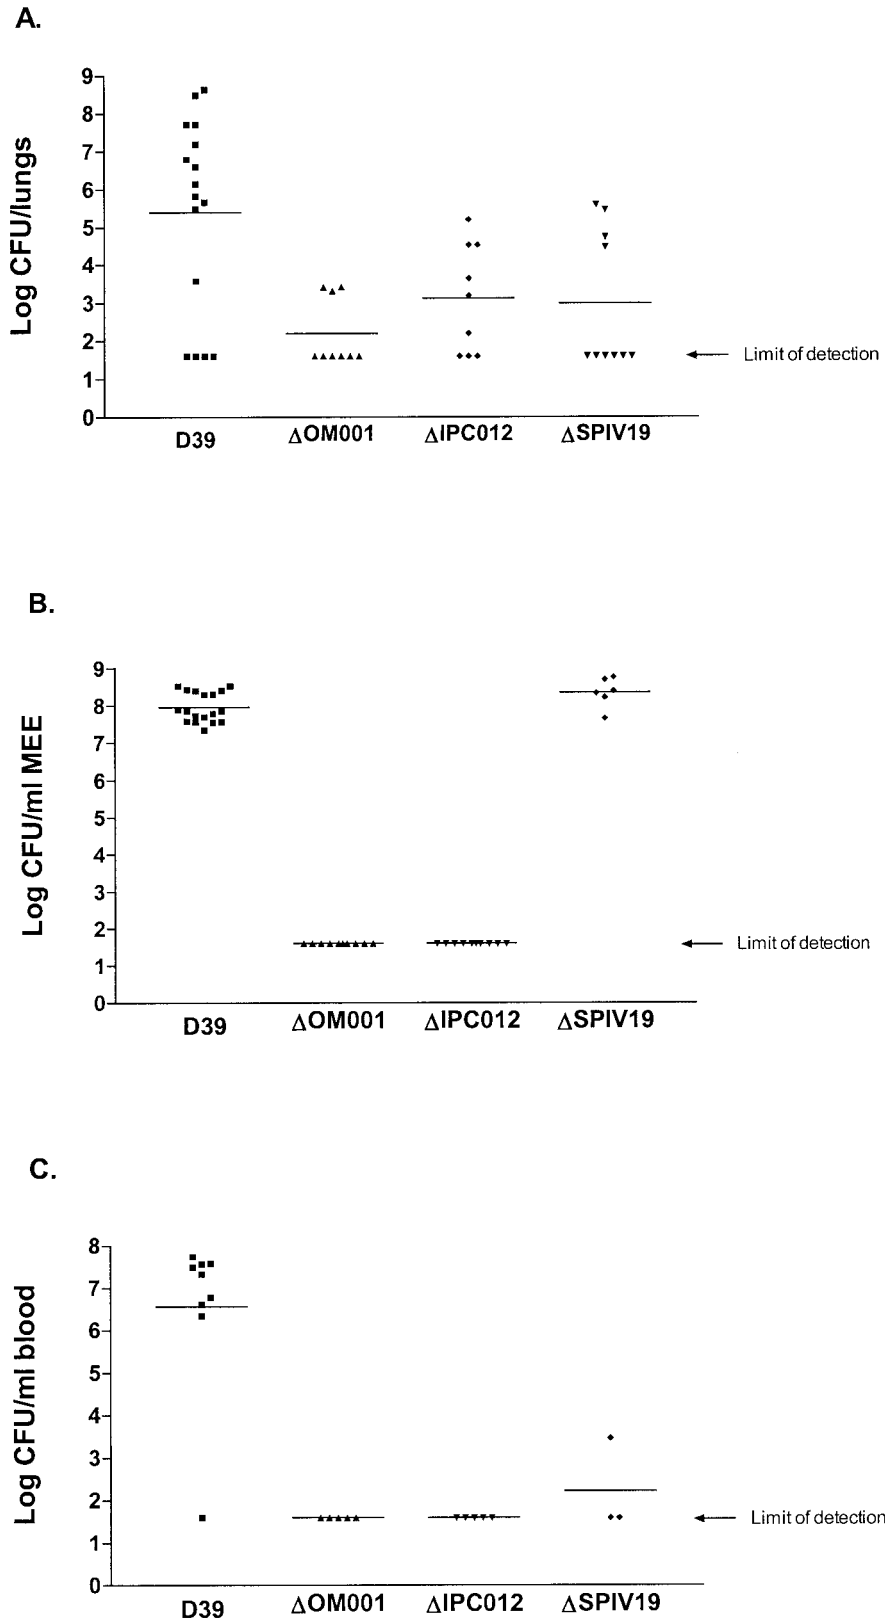 A.
Log CFU/lungs
9
8
7
6
5
4
3
2
1
0
Limit of detection
D39 ΔOM001 ΔIPC012 ΔSPIV19
B.
Log CFU/ml MEE
9
8
7
6
5
4
3
2
1
0
Limit of detection
D39 ΔOM001 ΔIPC012 ΔSPIV19
C.
Log CFU/ml blood
8
7
6
5
4
3
2
1
0
Limit of detection
D39 ΔOM001 ΔIPC012 ΔSPIV19